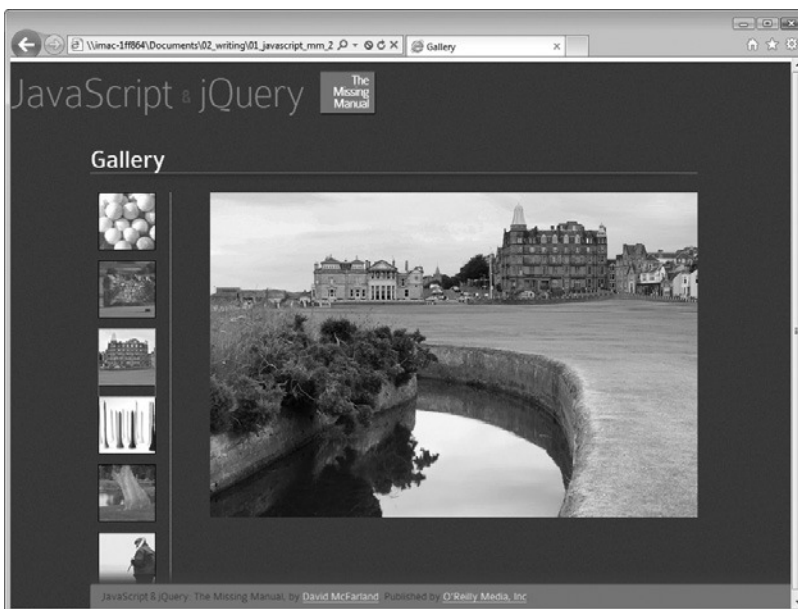 \\imac-1ff864\Documents\02_writing\01_javascript_mm_2
Gallery
JavaScript & jQuery
The
Missing
Manual
Gallery
JavaScript & jQuery: The Missing Manual, by David McFarland. Published by O'Reilly Media, Inc.